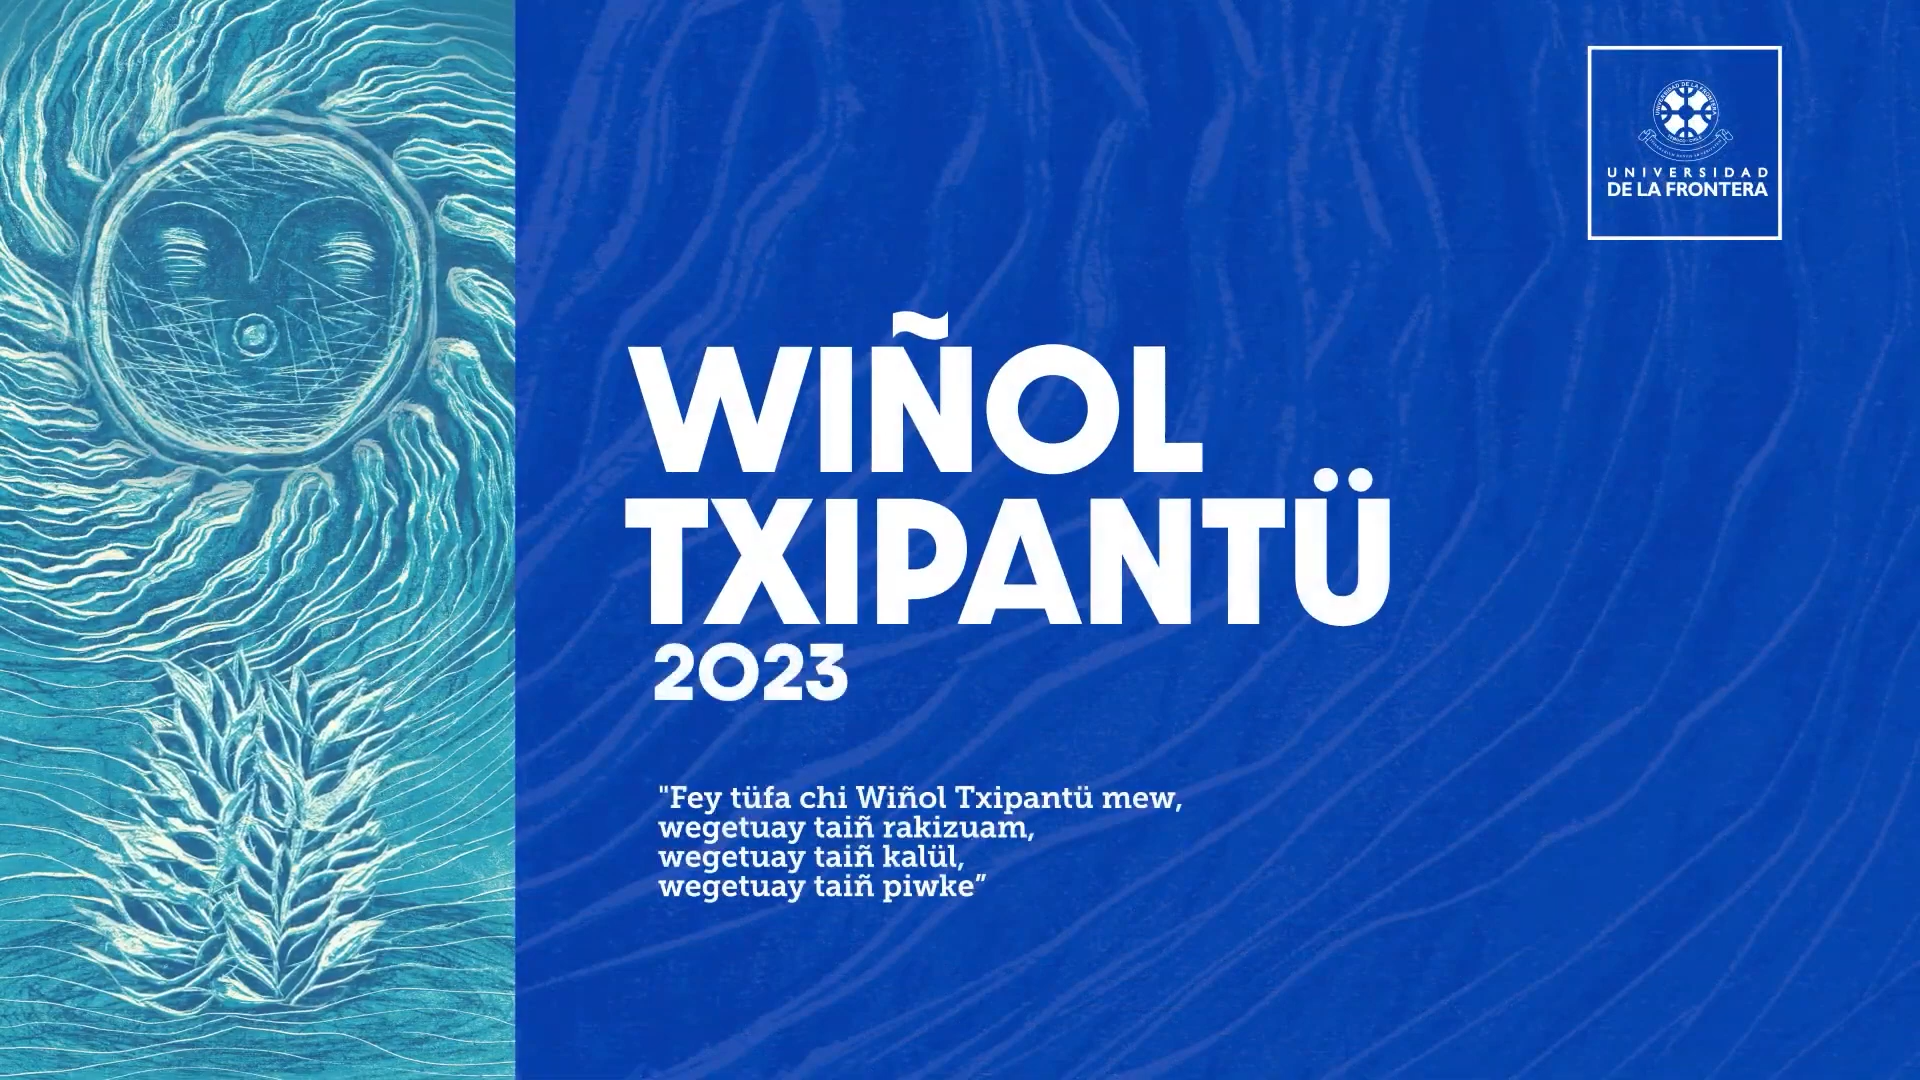 UNIVERSIDAD
DE LA FRONTERA
WIÑOL
TXIPANTÜ
2023
"Fey tüfa chi Wiñol Txipantü mew,
wegetuay taiñ rakizuam,
wegetuay taiñ kalül,
wegetuay taiñ piwke”